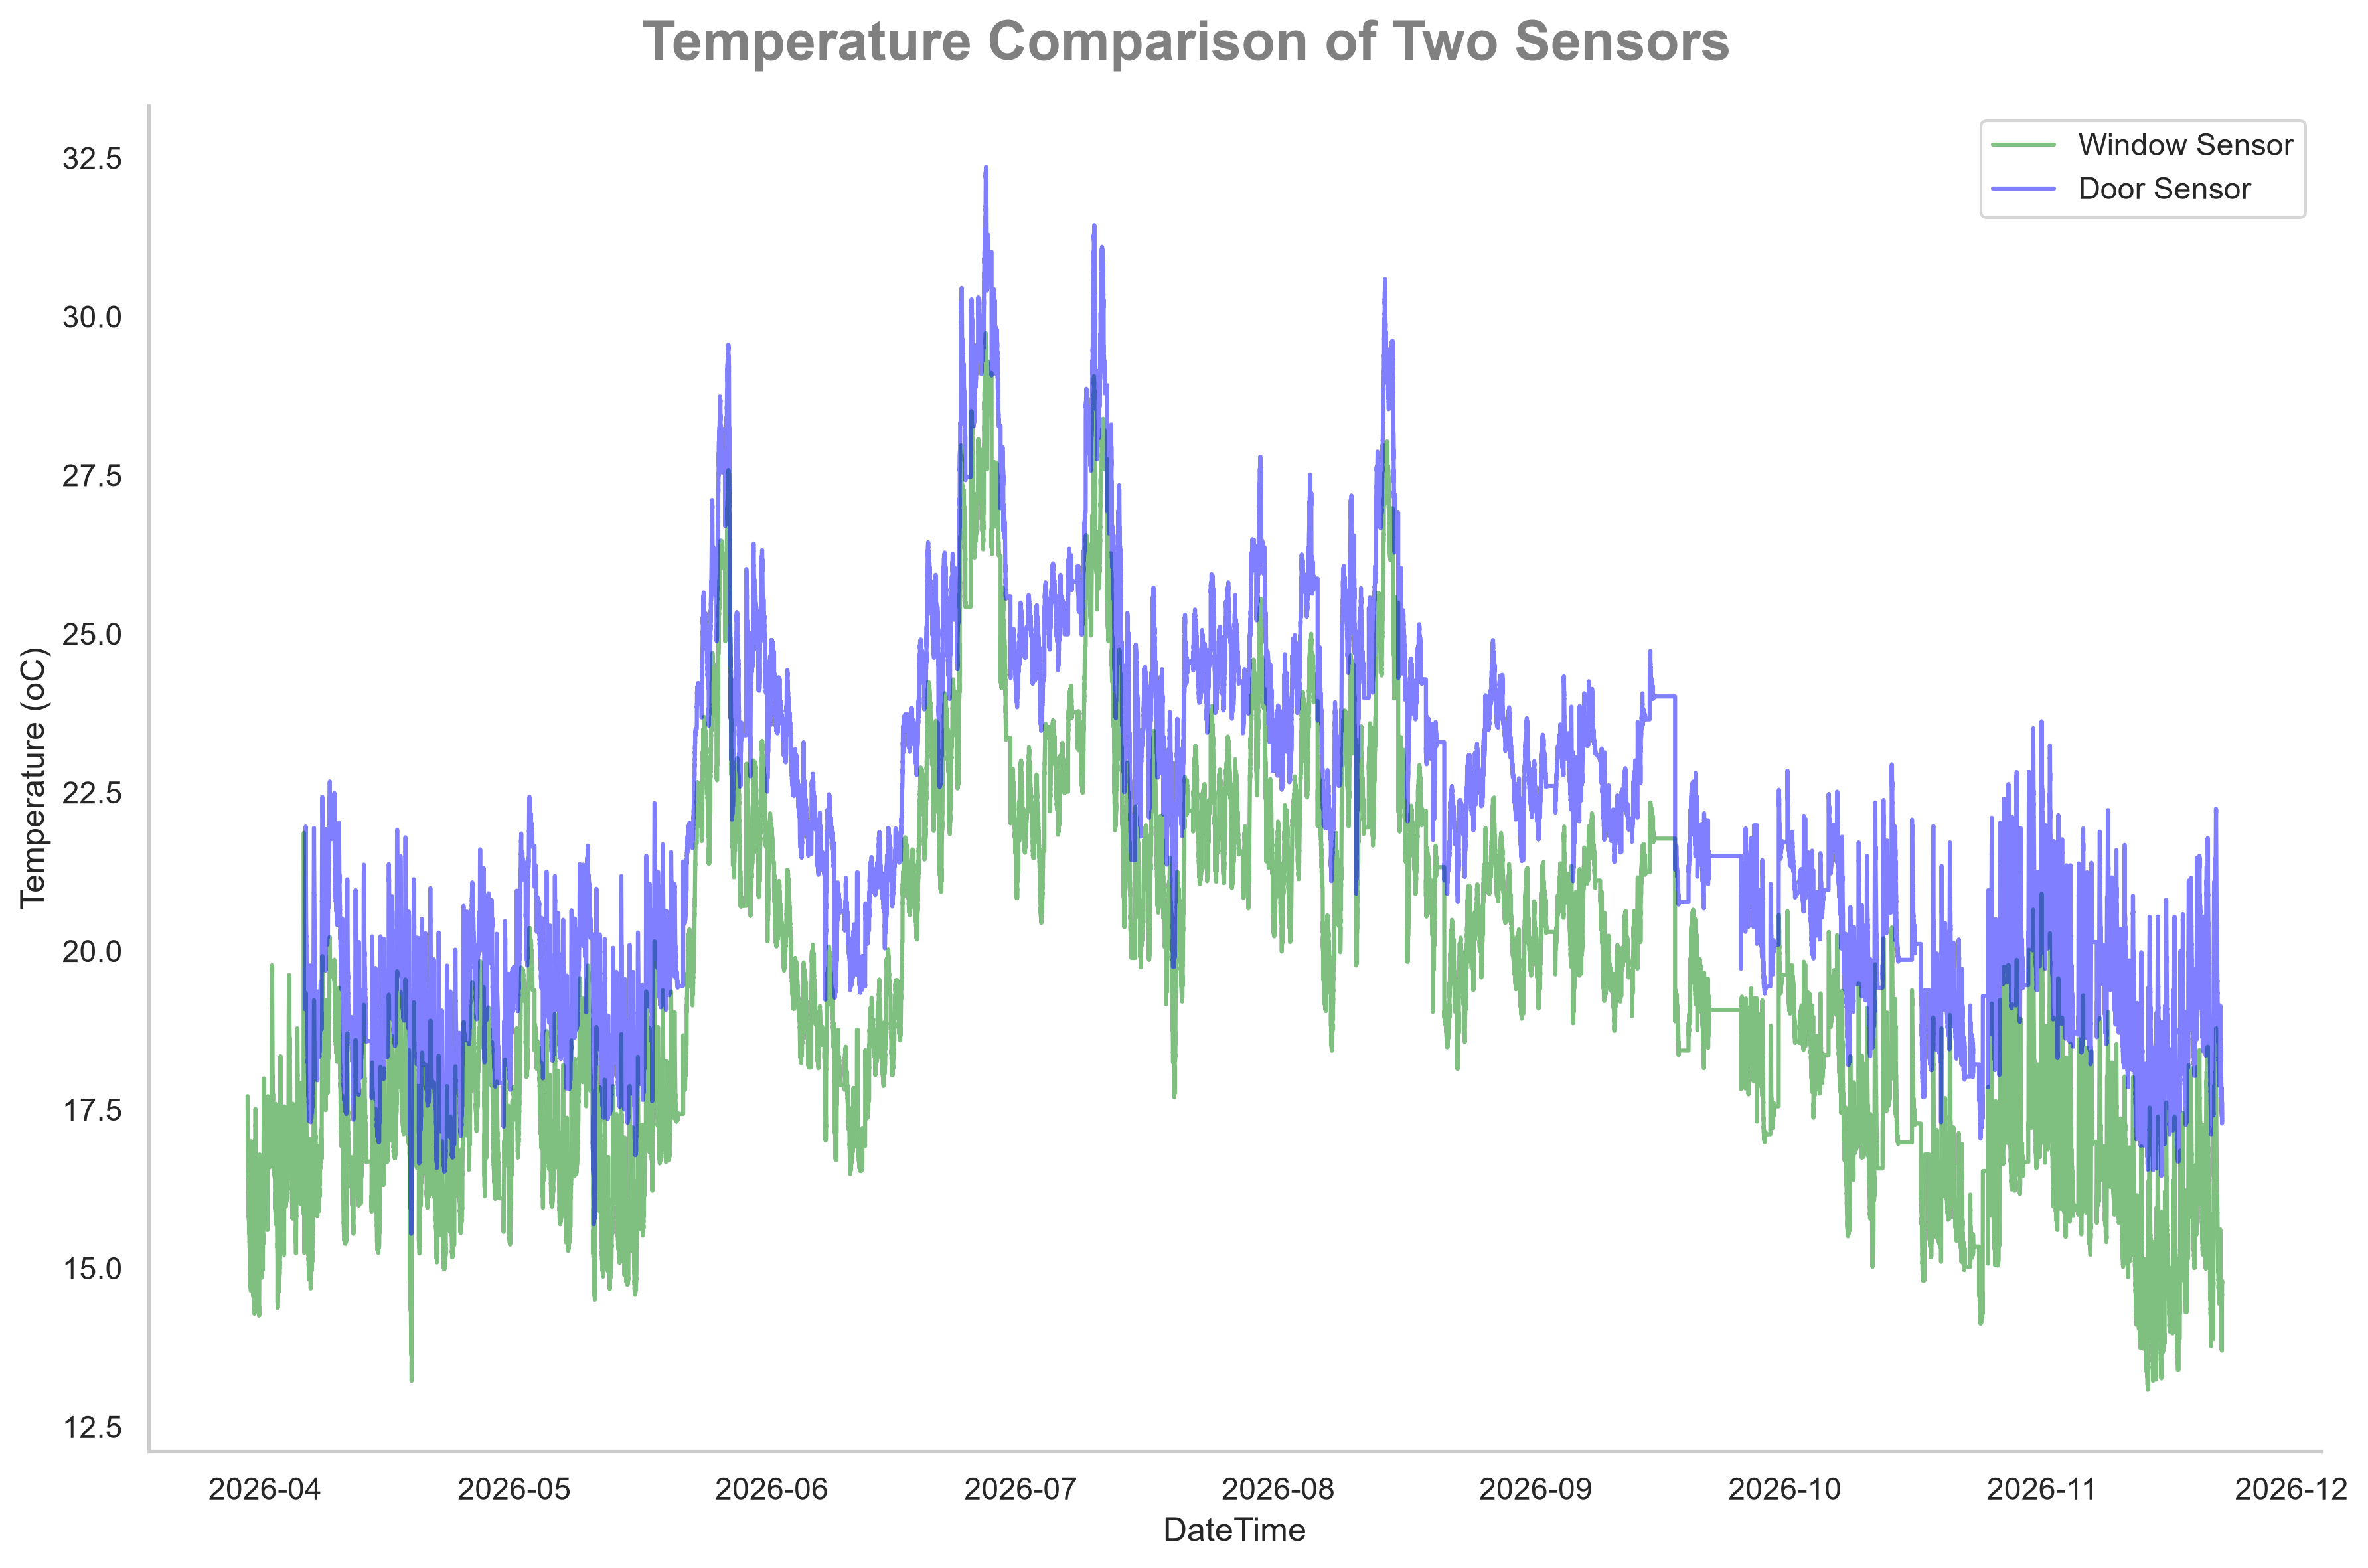 Temperature Comparison of Two Sensors
Window Sensor
Door Sensor
32.5
30.0
27.5
25.0
22.5
20.0
17.5
15.0
12.5
Temperature (oC)
2026-04 2026-05 2026-06 2026-07 2026-08 2026-09 2026-10 2026-11 2026-12
DateTime